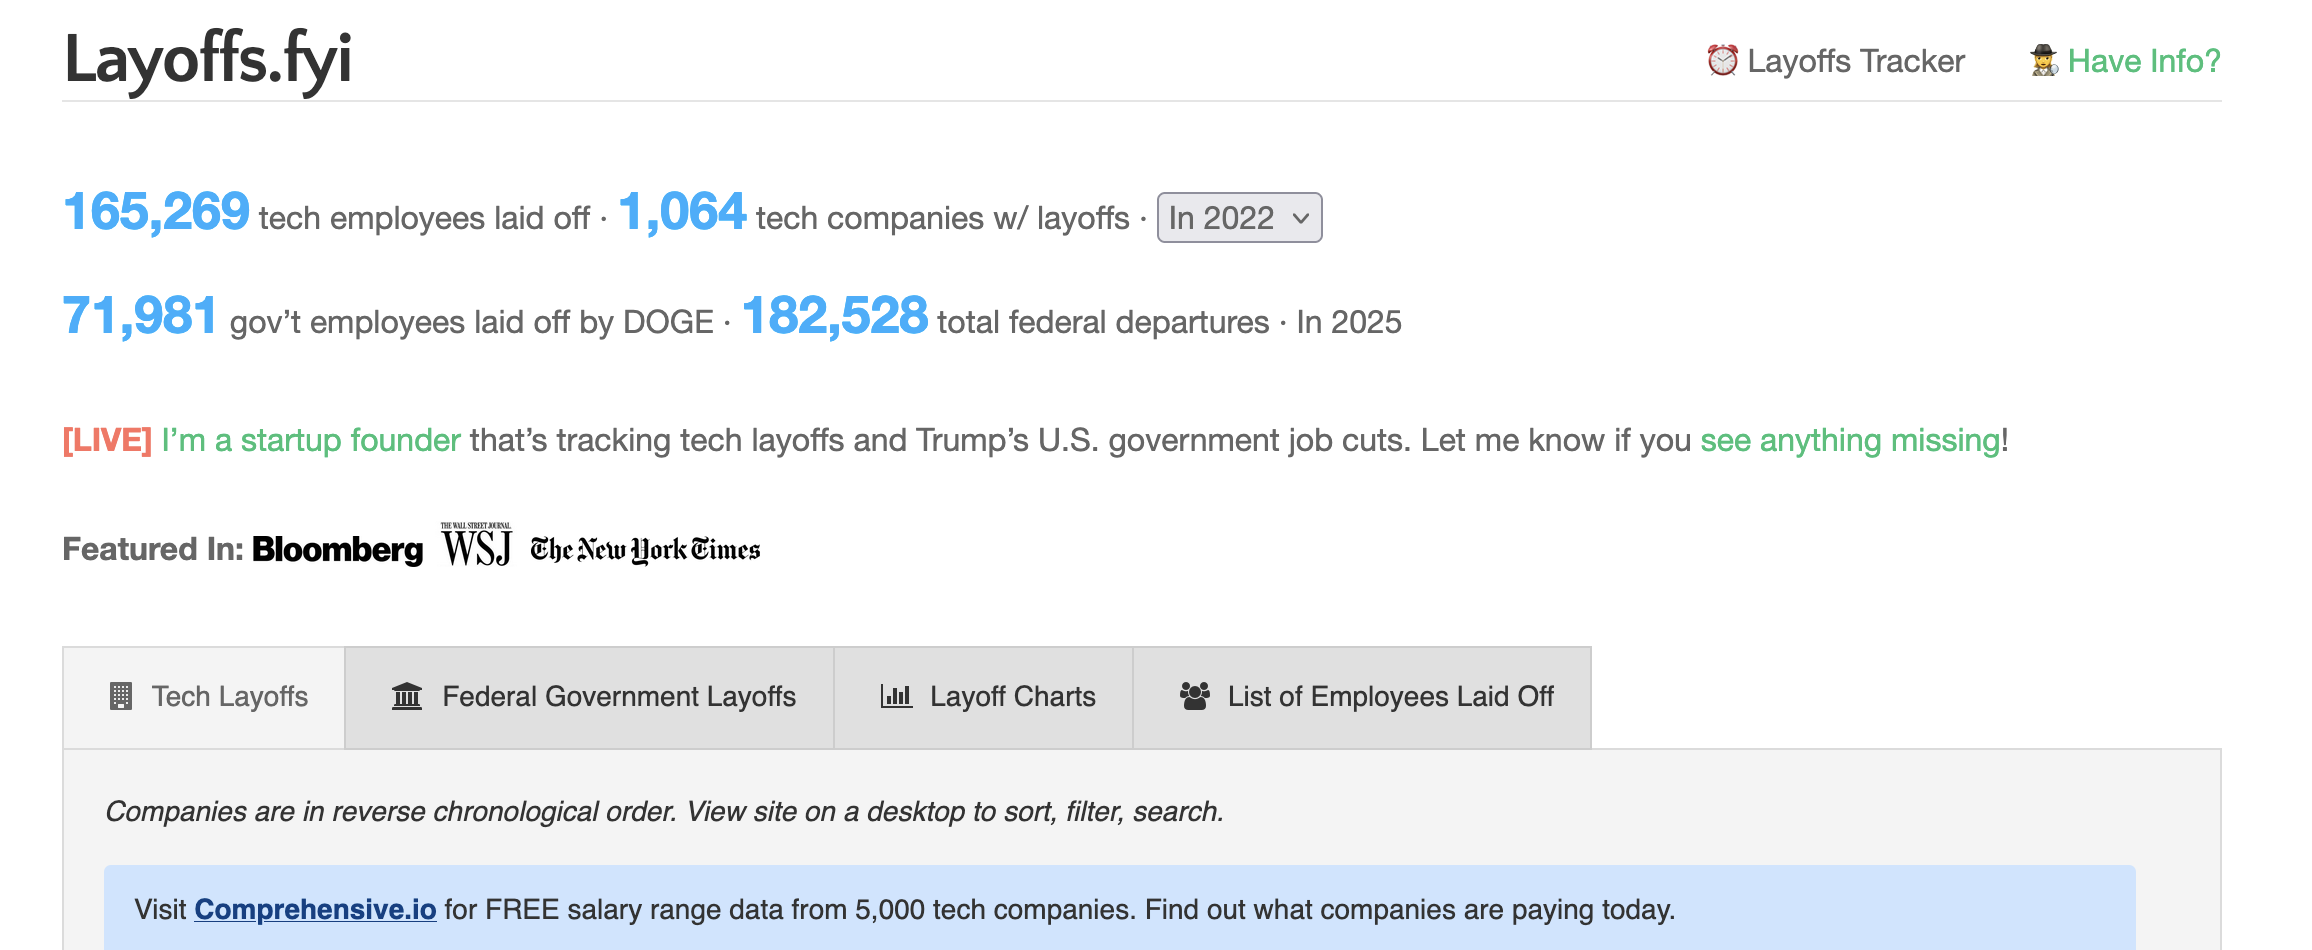 Layoffs.fyi
Layoffs Tracker
Have Info?
165,269 tech employees laid off · 1,064 tech companies w/ layoffs · In 2022
71,981 gov’t employees laid off by DOGE · 182,528 total federal departures · In 2025
[LIVE] I’m a startup founder that’s tracking tech layoffs and Trump’s U.S. government job cuts. Let me know if you see anything missing!
Featured In: Bloomberg THE WALL STREET JOURNAL WSJ The New York Times
Tech Layoffs
Federal Government Layoffs
Layoff Charts
List of Employees Laid Off
Companies are in reverse chronological order. View site on a desktop to sort, filter, search.
Visit Comprehensive.io for FREE salary range data from 5,000 tech companies. Find out what companies are paying today.